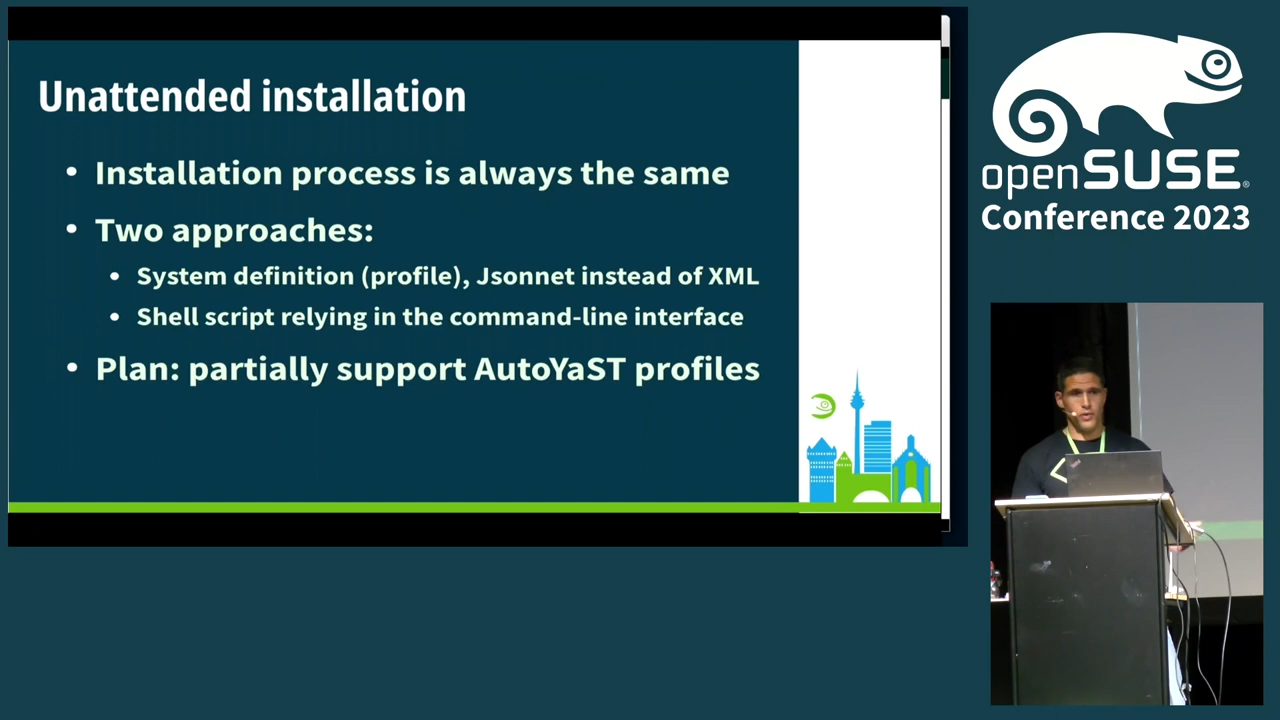 Unattended installation
• Installation process is always the same
• Two approaches:
• System definition (profile), Jsonnet instead of XML
• Shell script relying in the command-line interface
• Plan: partially support AutoYaST profiles
openSUSE®
Conference 2023